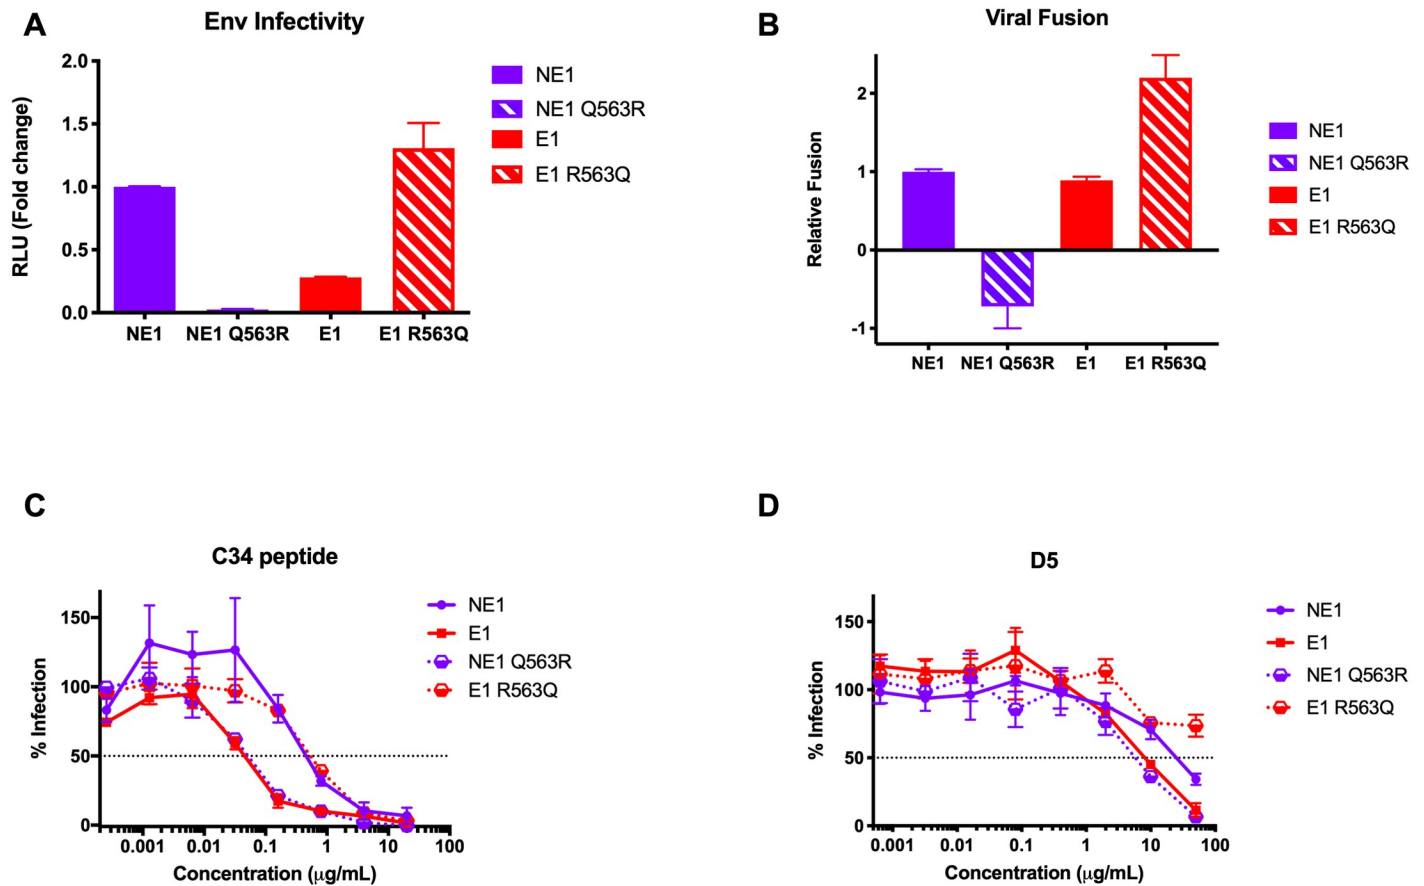 A
Env Infectivity
RLU (Fold change)
2.0
1.5
1.0
0.5
0.0
NE1
NE1 Q563R
E1
E1 R563Q
NE1
NE1 Q563R
E1
E1 R563Q
B
Viral Fusion
Relative Fusion
2
1
0
-1
NE1
NE1 Q563R
E1
E1 R563Q
NE1
NE1 Q563R
E1
E1 R563Q
C
C34 peptide
% Infection
150
100
50
0
0.001
0.01
0.1
1
10
100
Concentration (μg/mL)
NE1
E1
NE1 Q563R
E1 R563Q
D
D5
% Infection
150
100
50
0
0.001
0.01
0.1
1
10
100
Concentration (μg/mL)
NE1
E1
NE1 Q563R
E1 R563Q